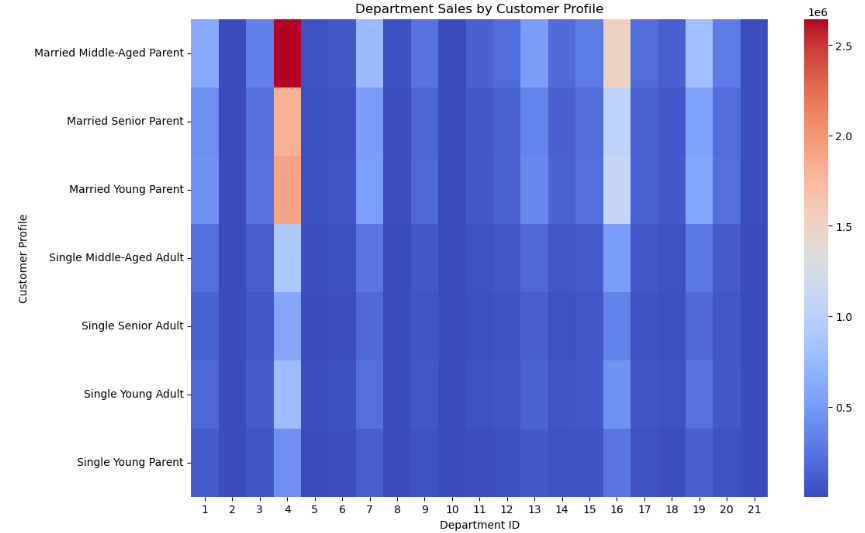 Department Sales by Customer Profile
1e6
Married Middle-Aged Parent
Married Senior Parent
Married Young Parent
Single Middle-Aged Adult
Single Senior Adult
Single Young Adult
Single Young Parent
Customer Profile
1 2 3 4 5 6 7 8 9 10 11 12 13 14 15 16 17 18 19 20 21
Department ID
2.5
2.0
1.5
1.0
0.5